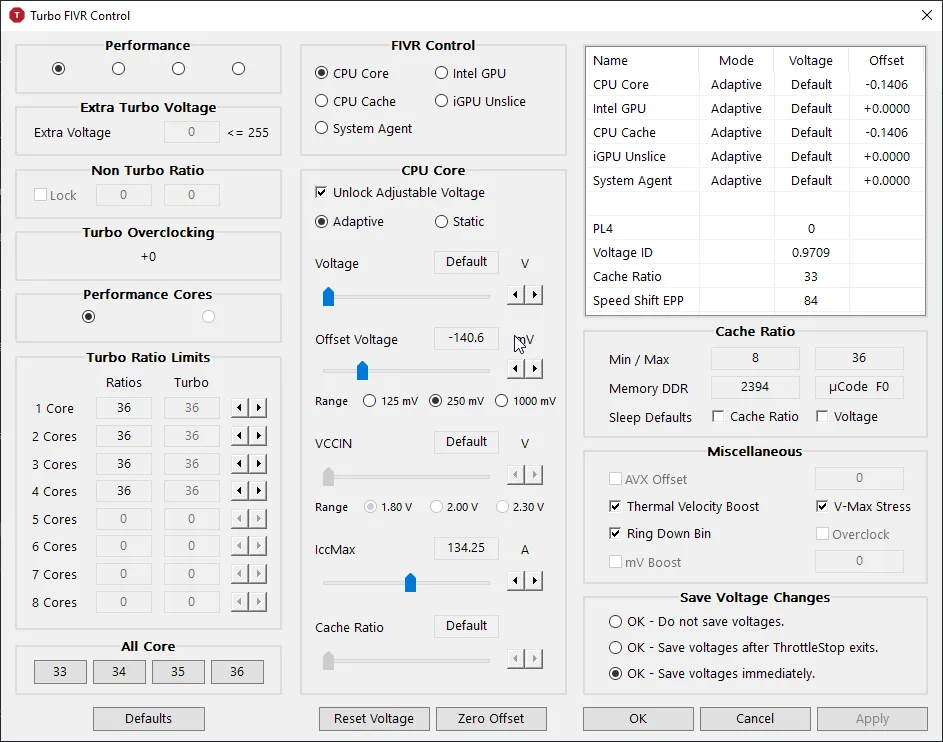 Turbo FIVR Control
Performance
Extra Turbo Voltage
Extra Voltage 0 <= 255
Non Turbo Ratio
Lock 0 0
Turbo Overclocking
+0
Performance Cores
Turbo Ratio Limits
Ratios Turbo
1 Core 36 36
2 Cores 36 36
3 Cores 36 36
4 Cores 36 36
5 Cores 0 0
6 Cores 0 0
7 Cores 0 0
8 Cores 0 0
All Core
33 34 35 36
Defaults
FIVR Control
CPU Core Intel GPU
CPU Cache iGPU Unslice
System Agent
CPU Core
Unlock Adjustable Voltage
Adaptive Static
Voltage Default V
Offset Voltage -140.6 mV
Range 125 mV 250 mV 1000 mV
VCCIN Default V
Range 1.80 V 2.00 V 2.30 V
IccMax 134.25 A
Cache Ratio Default
Reset Voltage Zero Offset
Name Mode Voltage Offset
CPU Core Adaptive Default -0.1406
Intel GPU Adaptive Default +0.0000
CPU Cache Adaptive Default -0.1406
iGPU Unslice Adaptive Default +0.0000
System Agent Adaptive Default +0.0000
PL4 0
Voltage ID 0.9709
Cache Ratio 33
Speed Shift EPP 84
Cache Ratio
Min / Max 8 36
Memory DDR 2394 µCode F0
Sleep Defaults Cache Ratio Voltage
Miscellaneous
AVX Offset 0
Thermal Velocity Boost V-Max Stress
Ring Down Bin Overclock
mV Boost 0
Save Voltage Changes
OK - Do not save voltages.
OK - Save voltages after ThrottleStop exits.
OK - Save voltages immediately.
OK Cancel Apply